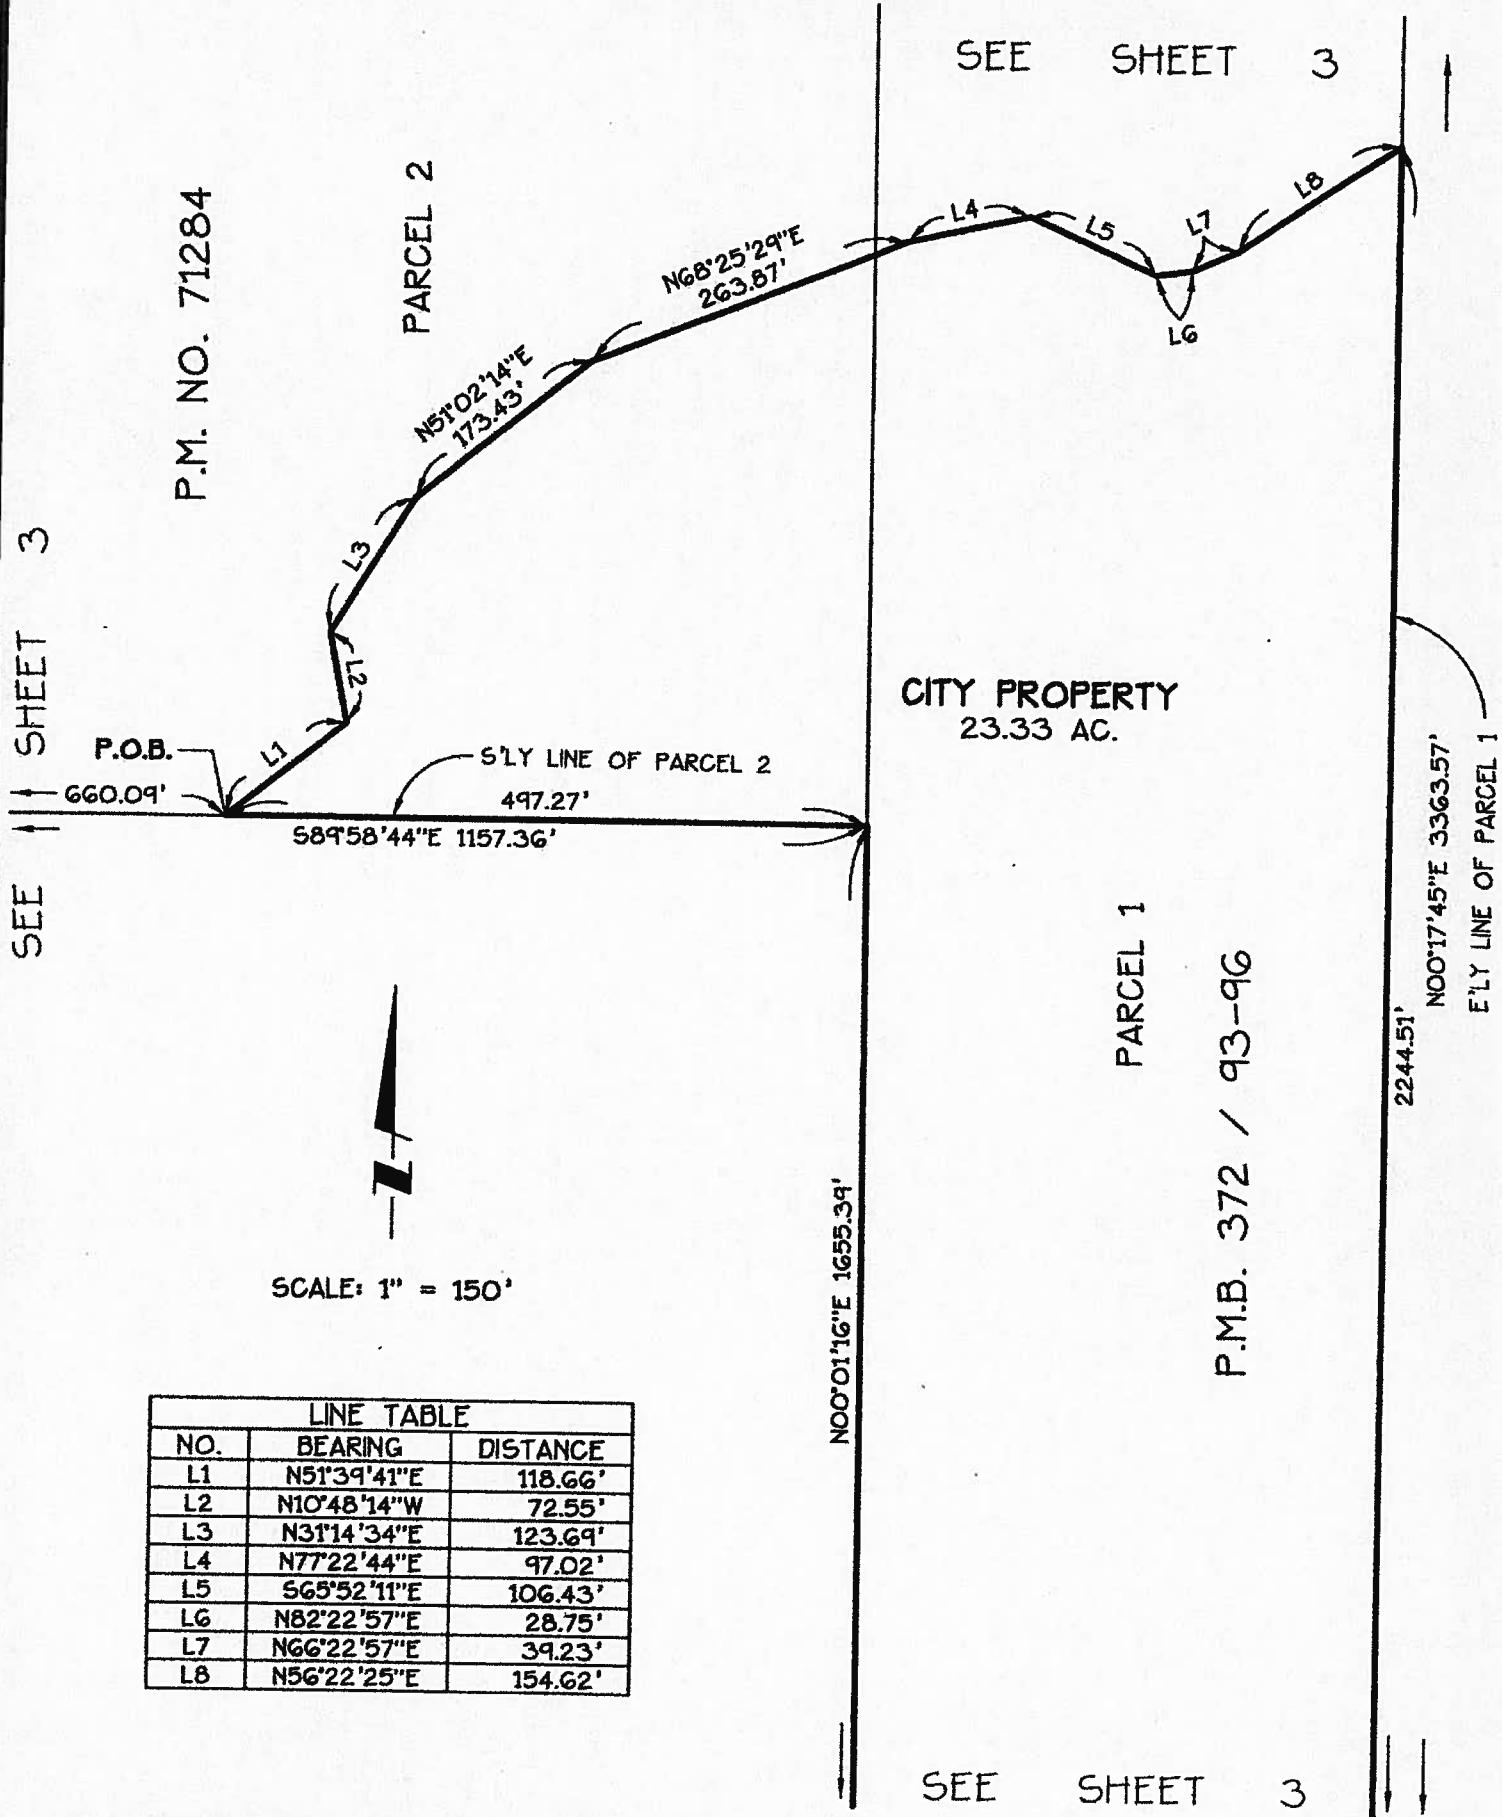 SEE SHEET 3
P.M. NO. 71284
PARCEL 2
L4
L5
L7
L8
L6
N68°25'29"E
263.87'
N51°02'14"E
173.43'
L3
L2
L1
SEE SHEET 3
P.O.B.
660.09'
S'LY LINE OF PARCEL 2
497.27'
S89°58'44"E 1157.36'
CITY PROPERTY
23.33 AC.
N00°17'45"E 3363.57'
E'LY LINE OF PARCEL 1
2244.51'
PARCEL 1
P.M.B. 372 / 93-96
N00°01'16"E 1655.39'
N
SCALE: 1" = 150'
LINE TABLE
NO. BEARING DISTANCE
L1 N51°39'41"E 118.66'
L2 N10°48'14"W 72.55'
L3 N31°14'34"E 123.69'
L4 N77°22'44"E 97.02'
L5 S65°52'11"E 106.43'
L6 N82°22'57"E 28.75'
L7 N66°22'57"E 39.23'
L8 N56°22'25"E 154.62'
SEE SHEET 3